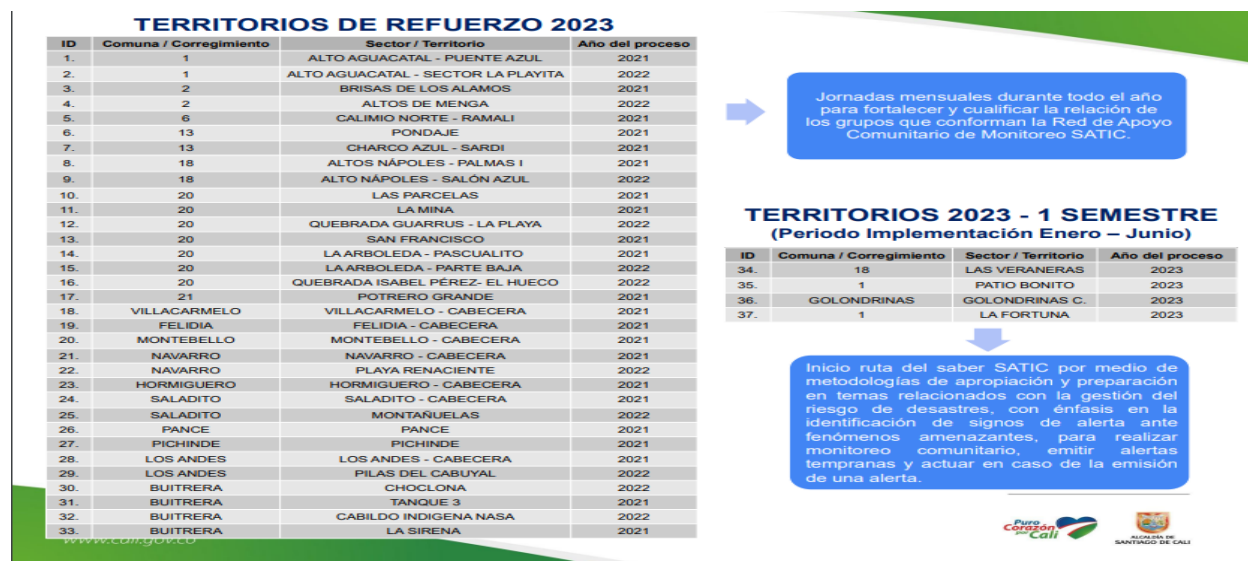 TERRITORIOS DE REFUERZO 2023
ID Comuna / Corregimiento Sector / Territorio Año del proceso
1. 1 ALTO AGUACATAL - PUENTE AZUL 2021
2. 1 ALTO AGUACATAL - SECTOR LA PLAYITA 2022
3. 2 BRISAS DE LOS ALAMOS 2021
4. 2 ALTOS DE MENGA 2022
5. 6 CALIMIO NORTE - RAMALI 2021
6. 13 PONDAJE 2021
7. 13 CHARCO AZUL - SARDI 2021
8. 18 ALTOS NÁPOLES - PALMAS I 2021
9. 18 ALTO NÁPOLES - SALÓN AZUL 2022
10. 20 LAS PARCELAS 2021
11. 20 LA MINA 2021
12. 20 QUEBRADA GUARRUS - LA PLAYA 2022
13. 20 SAN FRANCISCO 2021
14. 20 LA ARBOLEDA - PASCUALITO 2021
15. 20 LA ARBOLEDA - PARTE BAJA 2022
16. 20 QUEBRADA ISABEL PÉREZ- EL HUECO 2022
17. 21 POTRERO GRANDE 2021
18. VILLACARMELO VILLACARMELO - CABECERA 2021
19. FELIDIA FELIDIA - CABECERA 2021
20. MONTEBELLO MONTEBELLO - CABECERA 2021
21. NAVARRO NAVARRO - CABECERA 2021
22. NAVARRO PLAYA RENACIENTE 2022
23. HORMIGUERO HORMIGUERO - CABECERA 2021
24. SALADITO SALADITO - CABECERA 2021
25. SALADITO MONTAÑUELAS 2022
26. PANCE PANCE 2021
27. PICHINDE PICHINDE 2021
28. LOS ANDES LOS ANDES - CABECERA 2021
29. LOS ANDES PILAS DEL CABUYAL 2022
30. BUITRERA CHOCLONA 2022
31. BUITRERA TANQUE 3 2021
32. BUITRERA CABILDO INDIGENA NASA 2022
33. BUITRERA LA SIRENA 2021
www.cali.gov.co
Jornadas mensuales durante todo el año
para fortalecer y cualificar la relación de
los grupos que conforman la Red de Apoyo
Comunitario de Monitoreo SATIC.
TERRITORIOS 2023 - 1 SEMESTRE
(Periodo Implementación Enero – Junio)
ID Comuna / Corregimiento Sector / Territorio Año del proceso
34. 18 LAS VERANERAS 2023
35. 1 PATIO BONITO 2023
36. GOLONDRINAS GOLONDRINAS C. 2023
37. 1 LA FORTUNA 2023
Inicio ruta del saber SATIC por medio de
metodologías de apropiación y preparación
en temas relacionados con la gestión del
riesgo de desastres, con énfasis en la
identificación de signos de alerta ante
fenómenos amenazantes, para realizar
monitoreo comunitario, emitir alertas
tempranas y actuar en caso de la emisión
de una alerta.
Puro
Corazón
por Cali
ALCALDÍA DE
SANTIAGO DE CALI